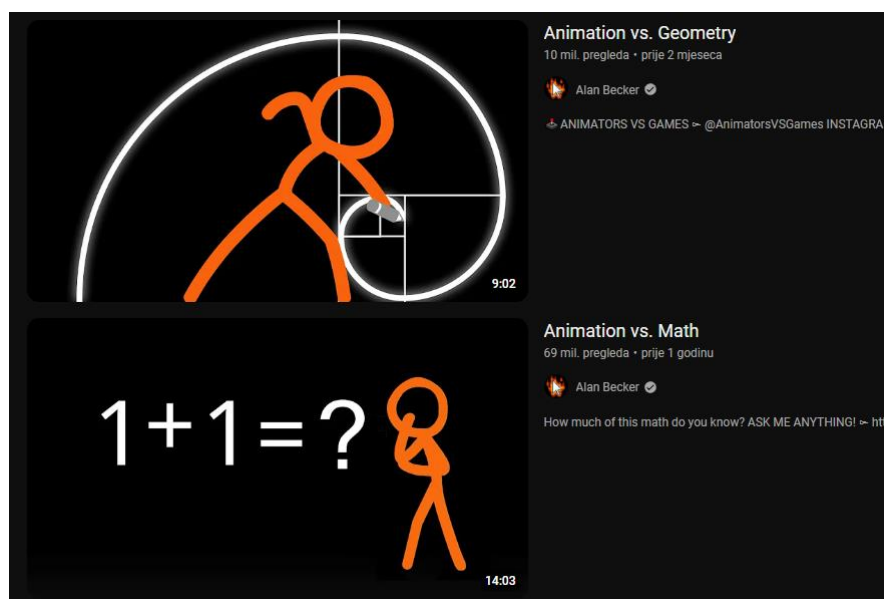 Animation vs. Geometry
10 mil. pregleda • prije 2 mjeseca
Alan Becker
ANIMATORS VS GAMES ➣ @AnimatorsVSGames INSTAGRA
9:02
Animation vs. Math
69 mil. pregleda • prije 1 godinu
Alan Becker
How much of this math do you know? ASK ME ANYTHING! ➣ htt
1+1=?
14:03